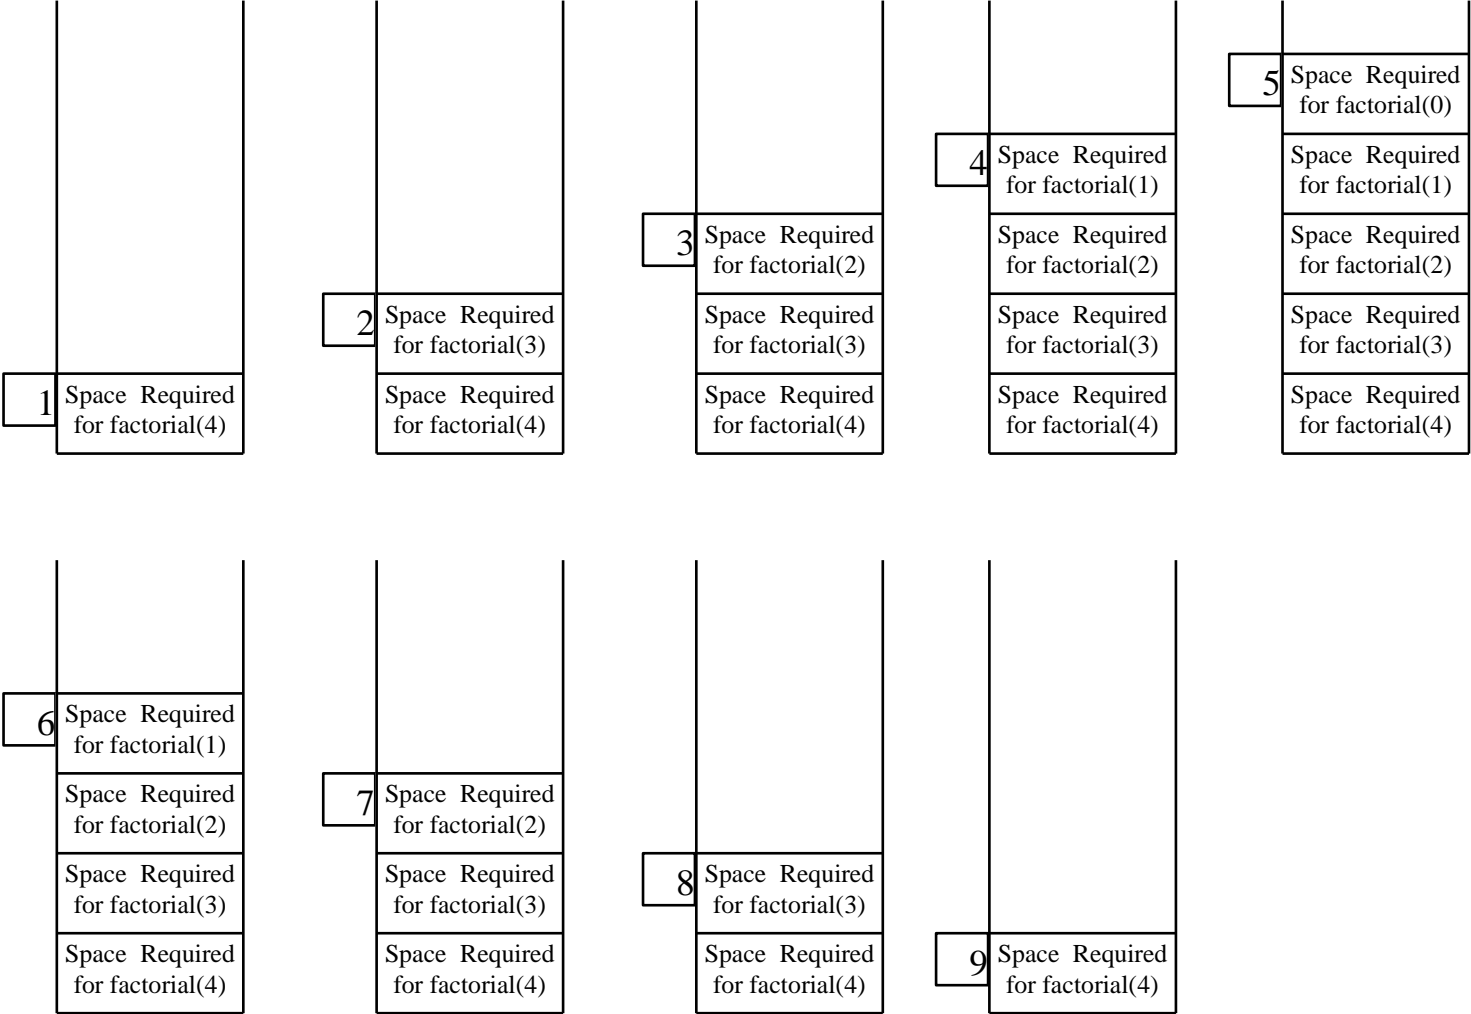 1
Space Required
for factorial(4)
2
Space Required
for factorial(3)
Space Required
for factorial(4)
3
Space Required
for factorial(2)
Space Required
for factorial(3)
Space Required
for factorial(4)
4
Space Required
for factorial(1)
Space Required
for factorial(2)
Space Required
for factorial(3)
Space Required
for factorial(4)
5
Space Required
for factorial(0)
Space Required
for factorial(1)
Space Required
for factorial(2)
Space Required
for factorial(3)
Space Required
for factorial(4)
6
Space Required
for factorial(1)
Space Required
for factorial(2)
Space Required
for factorial(3)
Space Required
for factorial(4)
7
Space Required
for factorial(2)
Space Required
for factorial(3)
Space Required
for factorial(4)
8
Space Required
for factorial(3)
Space Required
for factorial(4)
9
Space Required
for factorial(4)